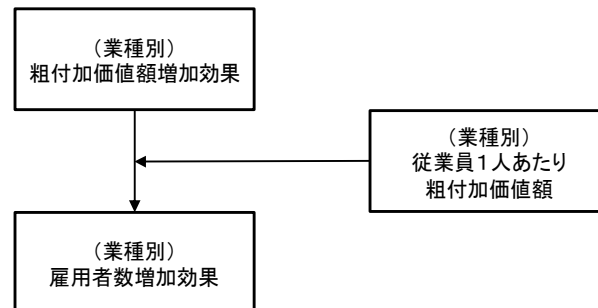 （業種別）
粗付加価値額増加効果
（業種別）
従業員１人あたり
粗付加価値額
（業種別）
雇用者数増加効果